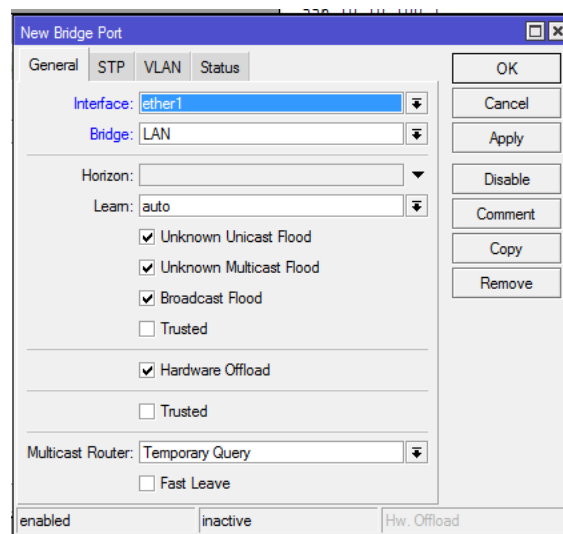 New Bridge Port
General STP VLAN Status
Interface: ether1
Bridge: LAN
Horizon:
Learn: auto
Unknown Unicast Flood
Unknown Multicast Flood
Broadcast Flood
Trusted
Hardware Offload
Trusted
Multicast Router: Temporary Query
Fast Leave
OK
Cancel
Apply
Disable
Comment
Copy
Remove
enabled inactive Hw. Offload